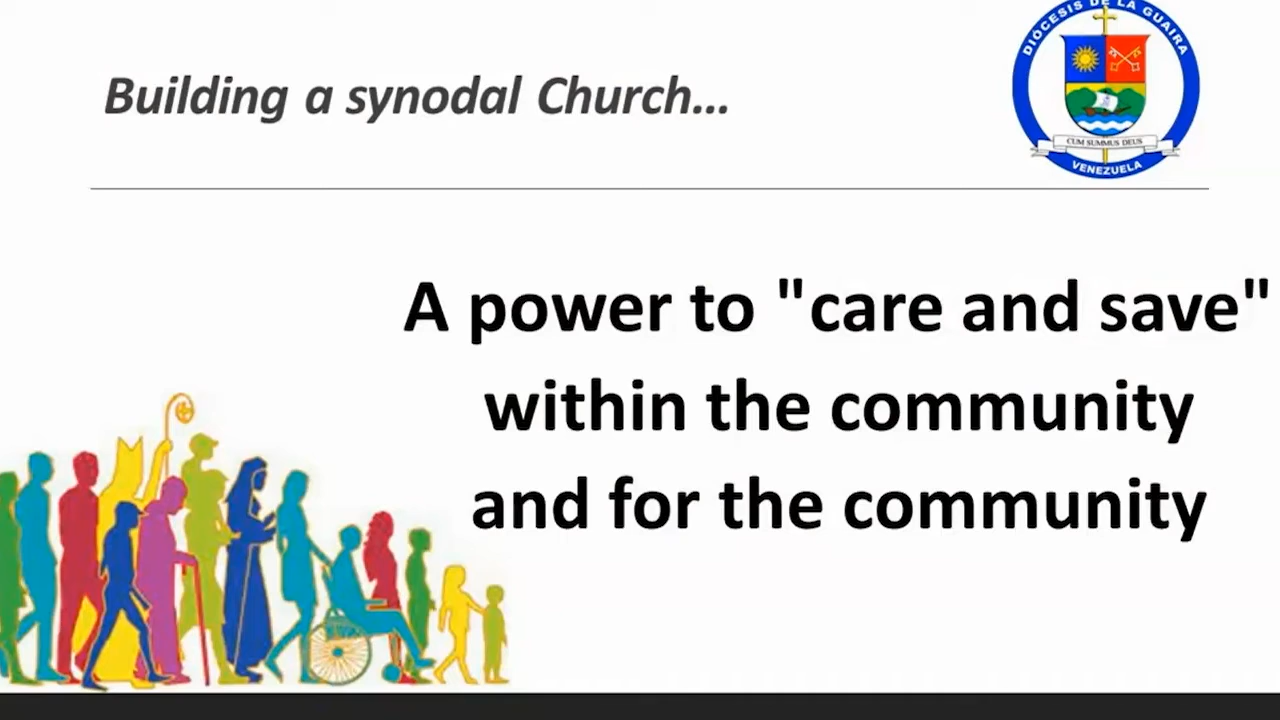 Building a synodal Church...
DIÓCESIS DE LA GUAIRA
CUM SUMMUS DEUS
VENEZUELA
A power to "care and save"
within the community
and for the community